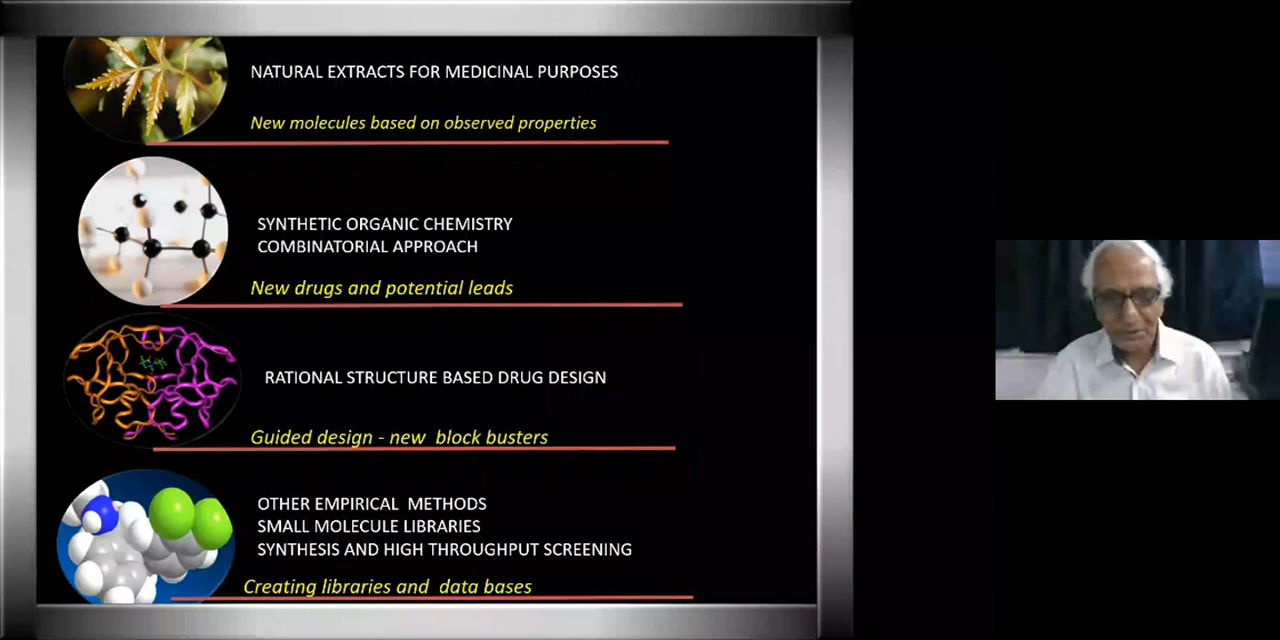 NATURAL EXTRACTS FOR MEDICINAL PURPOSES
New molecules based on observed properties
SYNTHETIC ORGANIC CHEMISTRY
COMBINATORIAL APPROACH
New drugs and potential leads
RATIONAL STRUCTURE BASED DRUG DESIGN
Guided design - new block busters
OTHER EMPIRICAL METHODS
SMALL MOLECULE LIBRARIES
SYNTHESIS AND HIGH THROUGHPUT SCREENING
Creating libraries and data bases